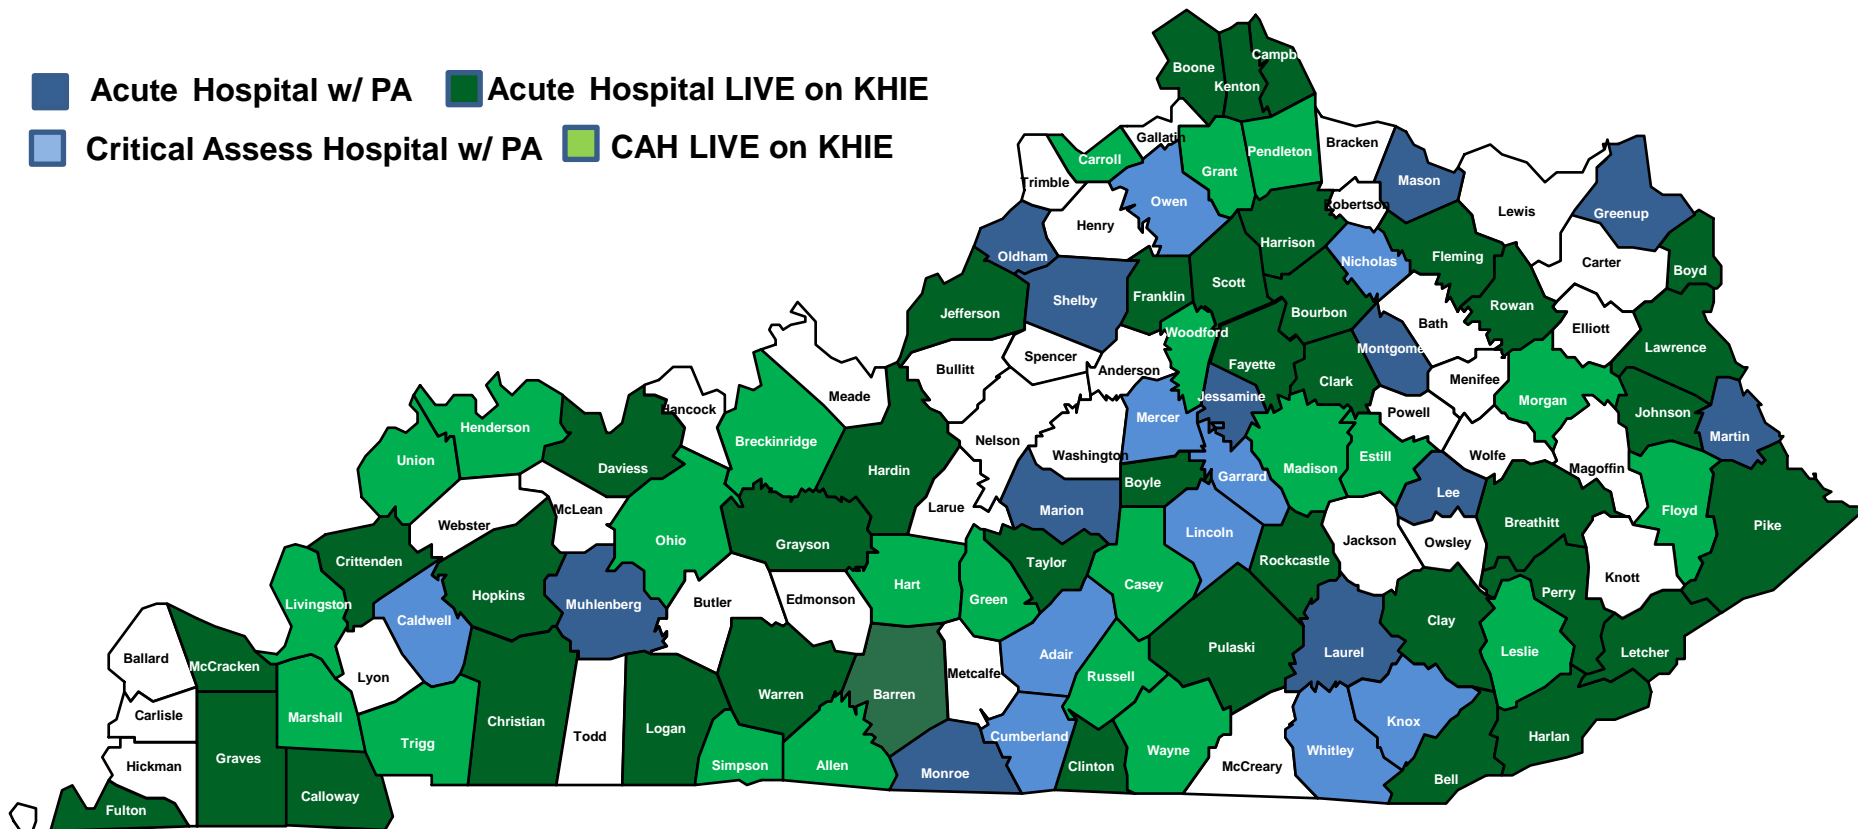 Acute Hospital w/ PA
Acute Hospital LIVE on KHIE
Critical Assess Hospital w/ PA
CAH LIVE on KHIE
Boone
Kenton
Campb
Gallatin
Carroll
Grant
Pendleton
Bracken
Mason
Trimble
Owen
Robertson
Lewis
Greenup
Henry
Harrison
Oldham
Nicholas
Fleming
Carter
Boyd
Shelby
Franklin
Scott
Rowan
Jefferson
Bourbon
Bath
Elliott
Woodford
Spencer
Fayette
Montgome
Lawrence
Bullitt
Anderson
Clark
Menifee
Meade
Jessamine
Morgan
Hancock
Mercer
Powell
Johnson
Martin
Henderson
Breckinridge
Nelson
Washington
Union
Daviess
Hardin
Madison
Estill
Wolfe
Magoffin
Garrard
Boyle
Lee
McLean
Larue
Marion
Floyd
Webster
Lincoln
Breathitt
Pike
Ohio
Grayson
Jackson
Owsley
Crittenden
Taylor
Rockcastle
Knott
Hopkins
Hart
Casey
Perry
Livingston
Muhlenberg
Butler
Edmonson
Green
Caldwell
Clay
Ballard
McCracken
Adair
Pulaski
Laurel
Leslie
Letcher
Lyon
Metcalfe
Russell
Warren
Barren
Carlisle
Marshall
Christian
Logan
Knox
Trigg
Todd
Cumberland
Wayne
Whitley
Harlan
Hickman
Graves
Simpson
Allen
Monroe
Clinton
McCreary
Bell
Calloway
Fulton